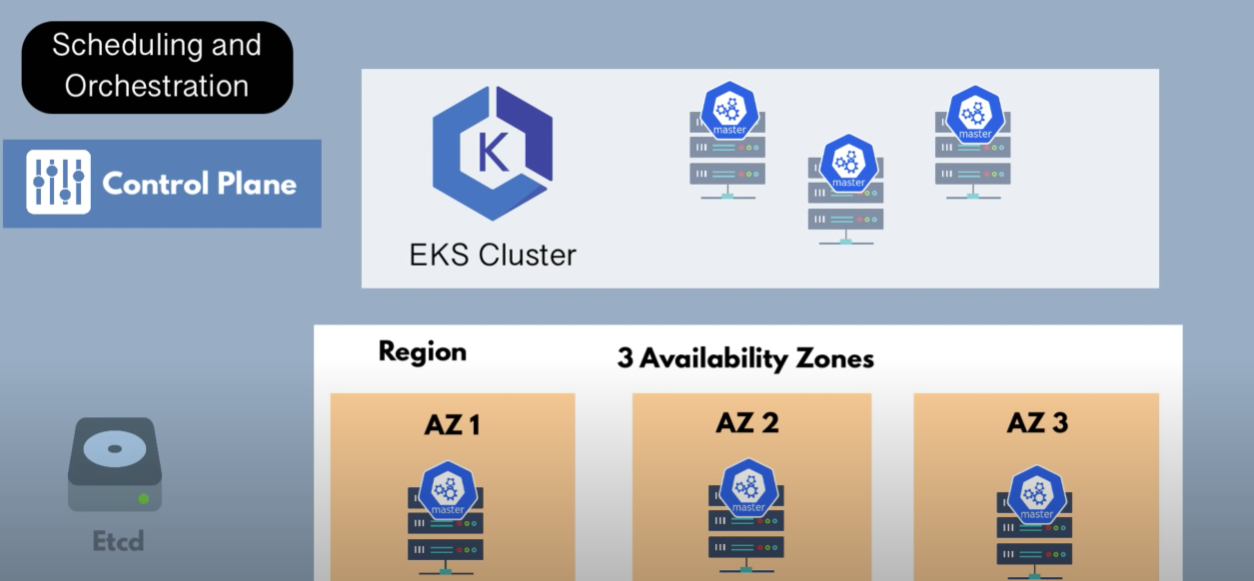 Scheduling and
Orchestration
Control Plane
K
EKS Cluster
master
master
master
Region
3 Availability Zones
AZ 1
AZ 2
AZ 3
master
master
master
Etcd